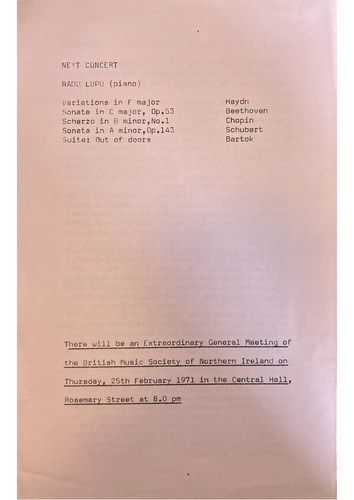 NEXT CONCERT
RADU LUPU (piano)
Variations in F major Haydn
Sonata in C major, Op.53 Beethoven
Scherzo in B minor,No.1 Chopin
Sonata in A minor,Op.143 Schubert
Suite: Out of doors Bartok
There will be an Extraordinary General Meeting of
the British Music Society of Northern Ireland on
Thursday, 25th February 1971 in the Central Hall,
Rosemary Street at 8.0 pm